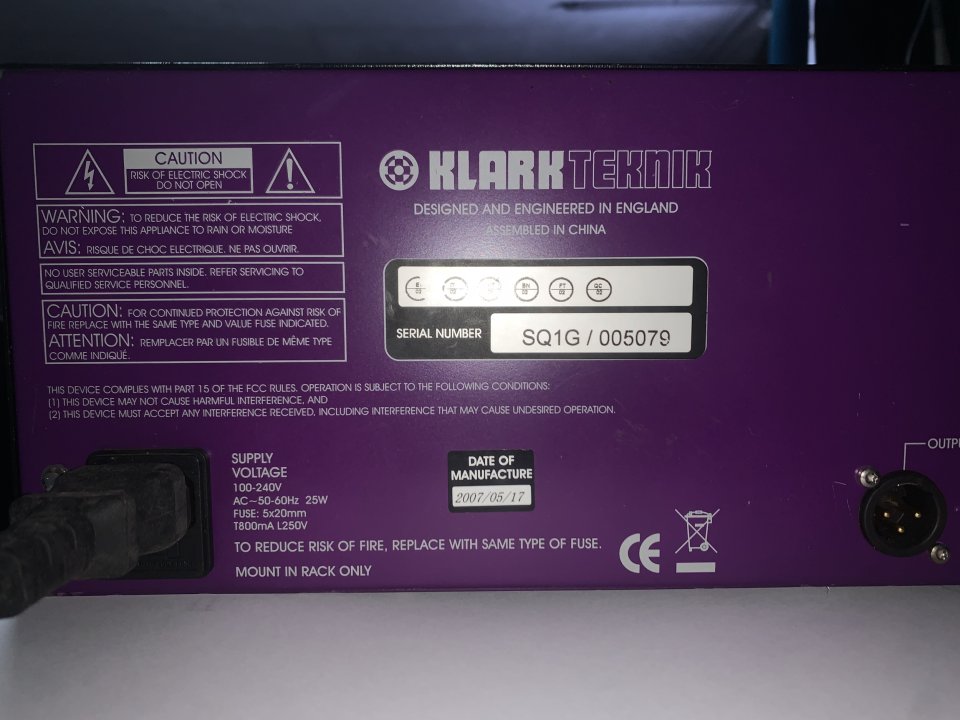 CAUTION
RISK OF ELECTRIC SHOCK
DO NOT OPEN
WARNING: TO REDUCE THE RISK OF ELECTRIC SHOCK,
DO NOT EXPOSE THIS APPLIANCE TO RAIN OR MOISTURE
AVIS: RISQUE DE CHOC ELECTRIQUE. NE PAS OUVRIR.
NO USER SERVICEABLE PARTS INSIDE. REFER SERVICING TO
QUALIFIED SERVICE PERSONNEL.
CAUTION: FOR CONTINUED PROTECTION AGAINST RISK OF
FIRE REPLACE WITH THE SAME TYPE AND VALUE FUSE INDICATED.
ATTENTION: REMPLACER PAR UN FUSIBLE DE MÊME TYPE
COMME INDIQUÉ.
KLARK TEKNIK
DESIGNED AND ENGINEERED IN ENGLAND
ASSEMBLED IN CHINA
EN 02 FT 02 QC 02
SERIAL NUMBER SQ1G / 005079
THIS DEVICE COMPLIES WITH PART 15 OF THE FCC RULES. OPERATION IS SUBJECT TO THE FOLLOWING CONDITIONS:
(1) THIS DEVICE MAY NOT CAUSE HARMFUL INTERFERENCE, AND
(2) THIS DEVICE MUST ACCEPT ANY INTERFERENCE RECEIVED, INCLUDING INTERFERENCE THAT MAY CAUSE UNDESIRED OPERATION.
SUPPLY
VOLTAGE
100-240V
AC~50-60Hz 25W
FUSE: 5x20mm
T800mA L250V
DATE OF
MANUFACTURE
2007/05/17
TO REDUCE RISK OF FIRE, REPLACE WITH SAME TYPE OF FUSE.
MOUNT IN RACK ONLY
CE
OUTP